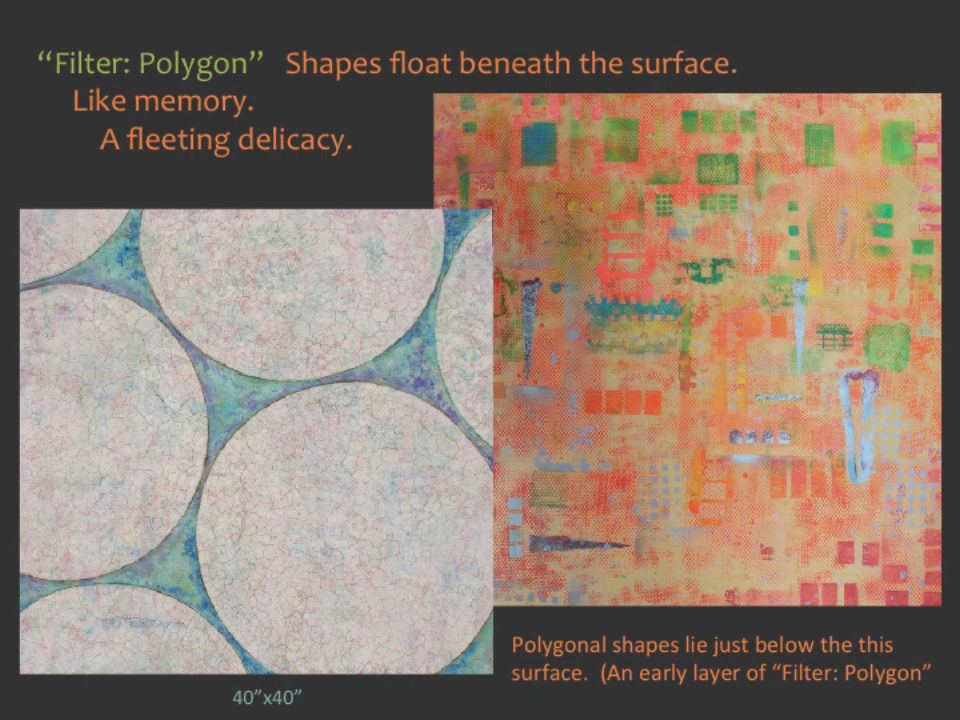 “Filter: Polygon” Shapes float beneath the surface.
Like memory.
A fleeting delicacy.
Polygonal shapes lie just below the this
surface. (An early layer of “Filter: Polygon”
40”x40”